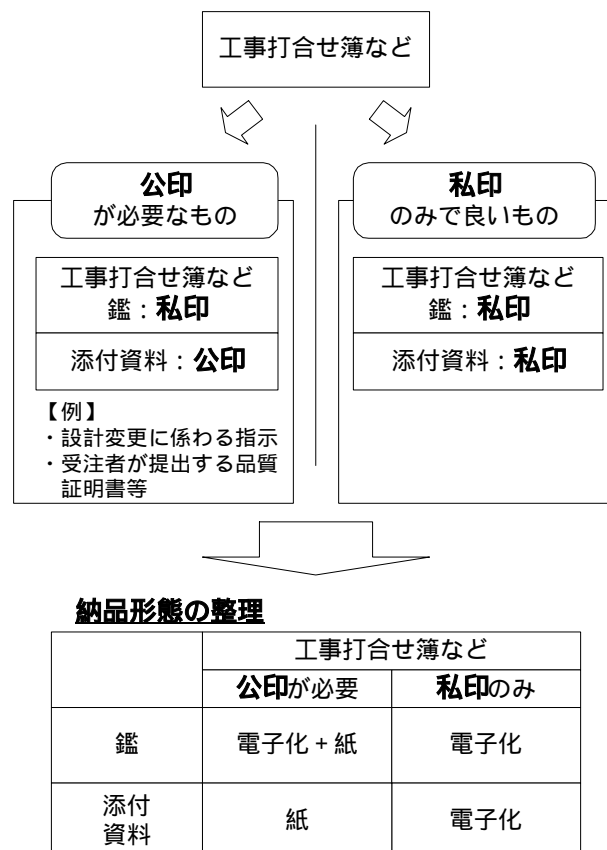 工事打合せ簿など
公印
が必要なもの
工事打合せ簿など
鑑：私印
添付資料：公印
【例】
・設計変更に係わる指示
・受注者が提出する品質
証明書等
私印
のみで良いもの
工事打合せ簿など
鑑：私印
添付資料：私印
納品形態の整理
工事打合せ簿など
公印が必要 私印のみ
鑑 電子化＋紙 電子化
添付
資料 紙 電子化